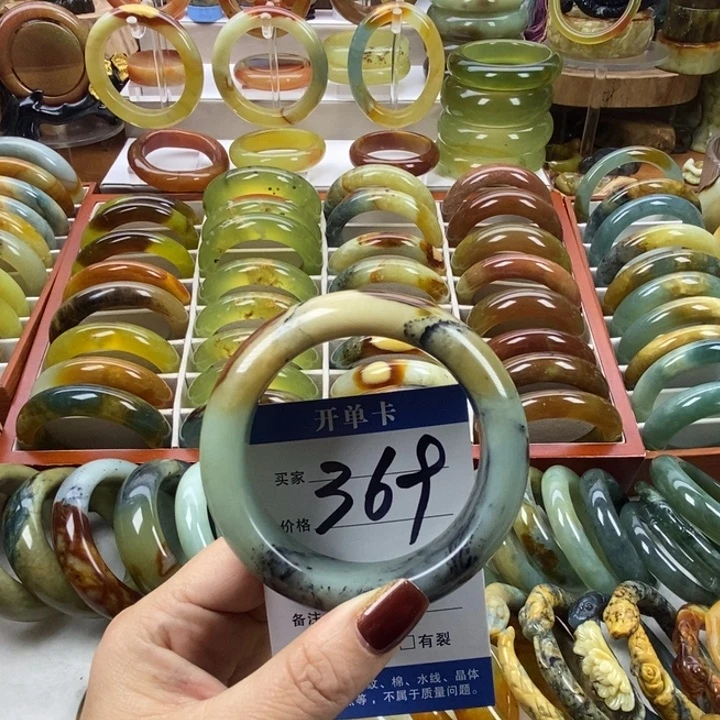 开单卡
买家
369
价格
备注
□有裂
纹、棉、水线、晶体
等，不属于质量问题。